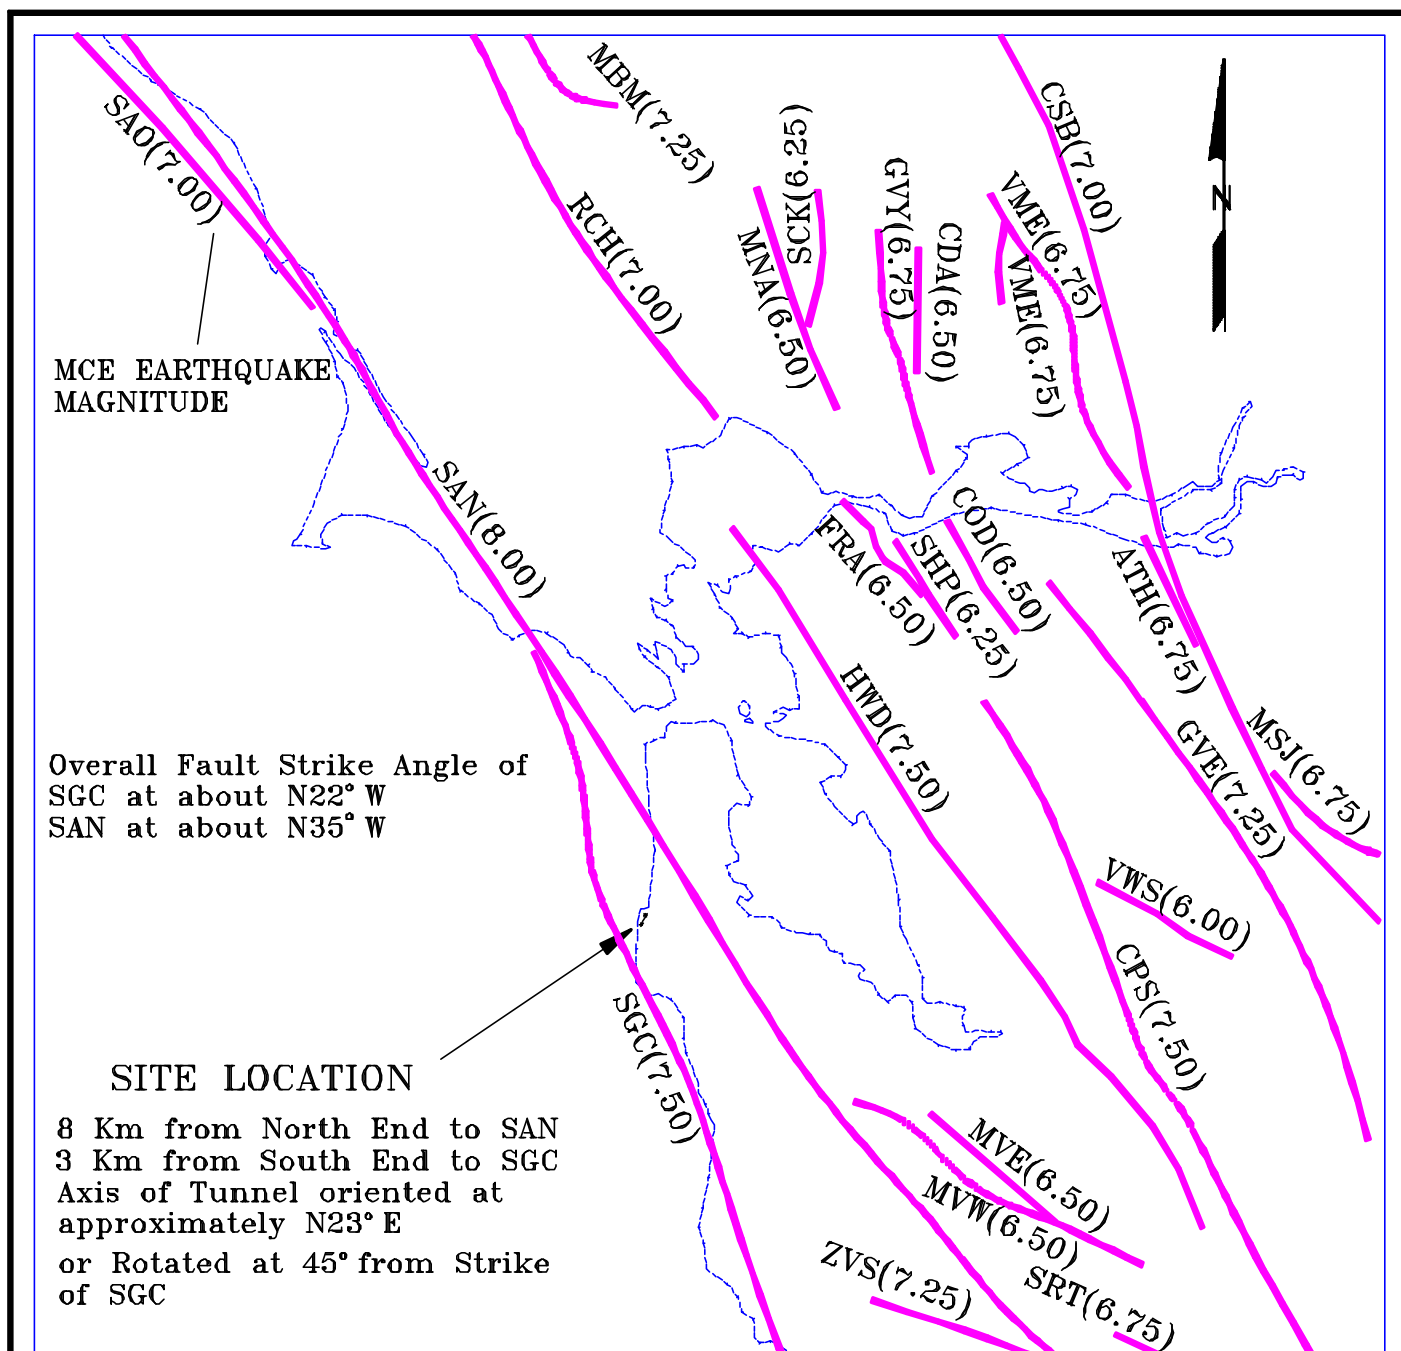 MBM(7.25)
CSB(7.00)
SAO(7.00)
SCK(6.25)
GVY(6.75)
VME(6.75)
N
RCH(7.00)
MNA(6.50)
CDA(6.50)
VME(6.75)
MCE EARTHQUAKE
MAGNITUDE
SAN(8.00)
COD(6.50)
FRA(6.50)
SHP(6.25)
ATH(6.75)
HWD(7.50)
GVE(7.25)
MSJ(6.75)
Overall Fault Strike Angle of
SGC at about N22° W
SAN at about N35° W
VWS(6.00)
CPS(7.50)
SGC(7.50)
SITE LOCATION
8 Km from North End to SAN
3 Km from South End to SGC
Axis of Tunnel oriented at
approximately N23° E
or Rotated at 45° from Strike
of SGC
MVE(6.50)
MVW(6.50)
ZVS(7.25)
SRT(6.75)